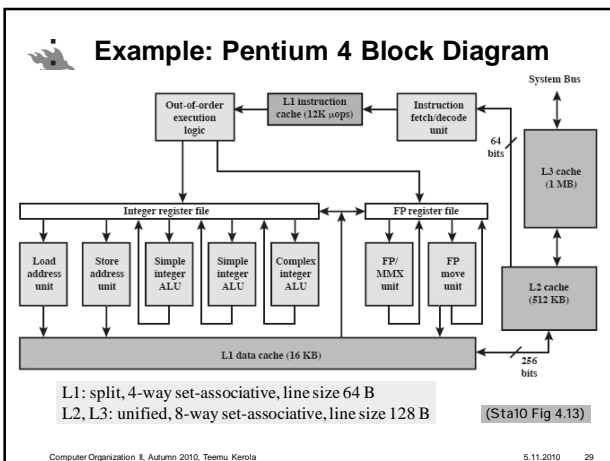 Example: Pentium 4 Block Diagram
System Bus
Out-of-order
execution
logic
L1 instruction
cache (12K µops)
Instruction
fetch/decode
unit
64
bits
L3 cache
(1 MB)
Integer register file
FP register file
Load
address
unit
Store
address
unit
Simple
integer
ALU
Simple
integer
ALU
Complex
integer
ALU
FP/
MMX
unit
FP
move
unit
L2 cache
(512 KB)
L1 data cache (16 KB)
256
bits
L1: split, 4-way set-associative, line size 64 B
L2, L3: unified, 8-way set-associative, line size 128 B
(Sta10 Fig 4.13)
Computer Organization II, Autumn 2010, Teemu Kerola
5.11.2010
29